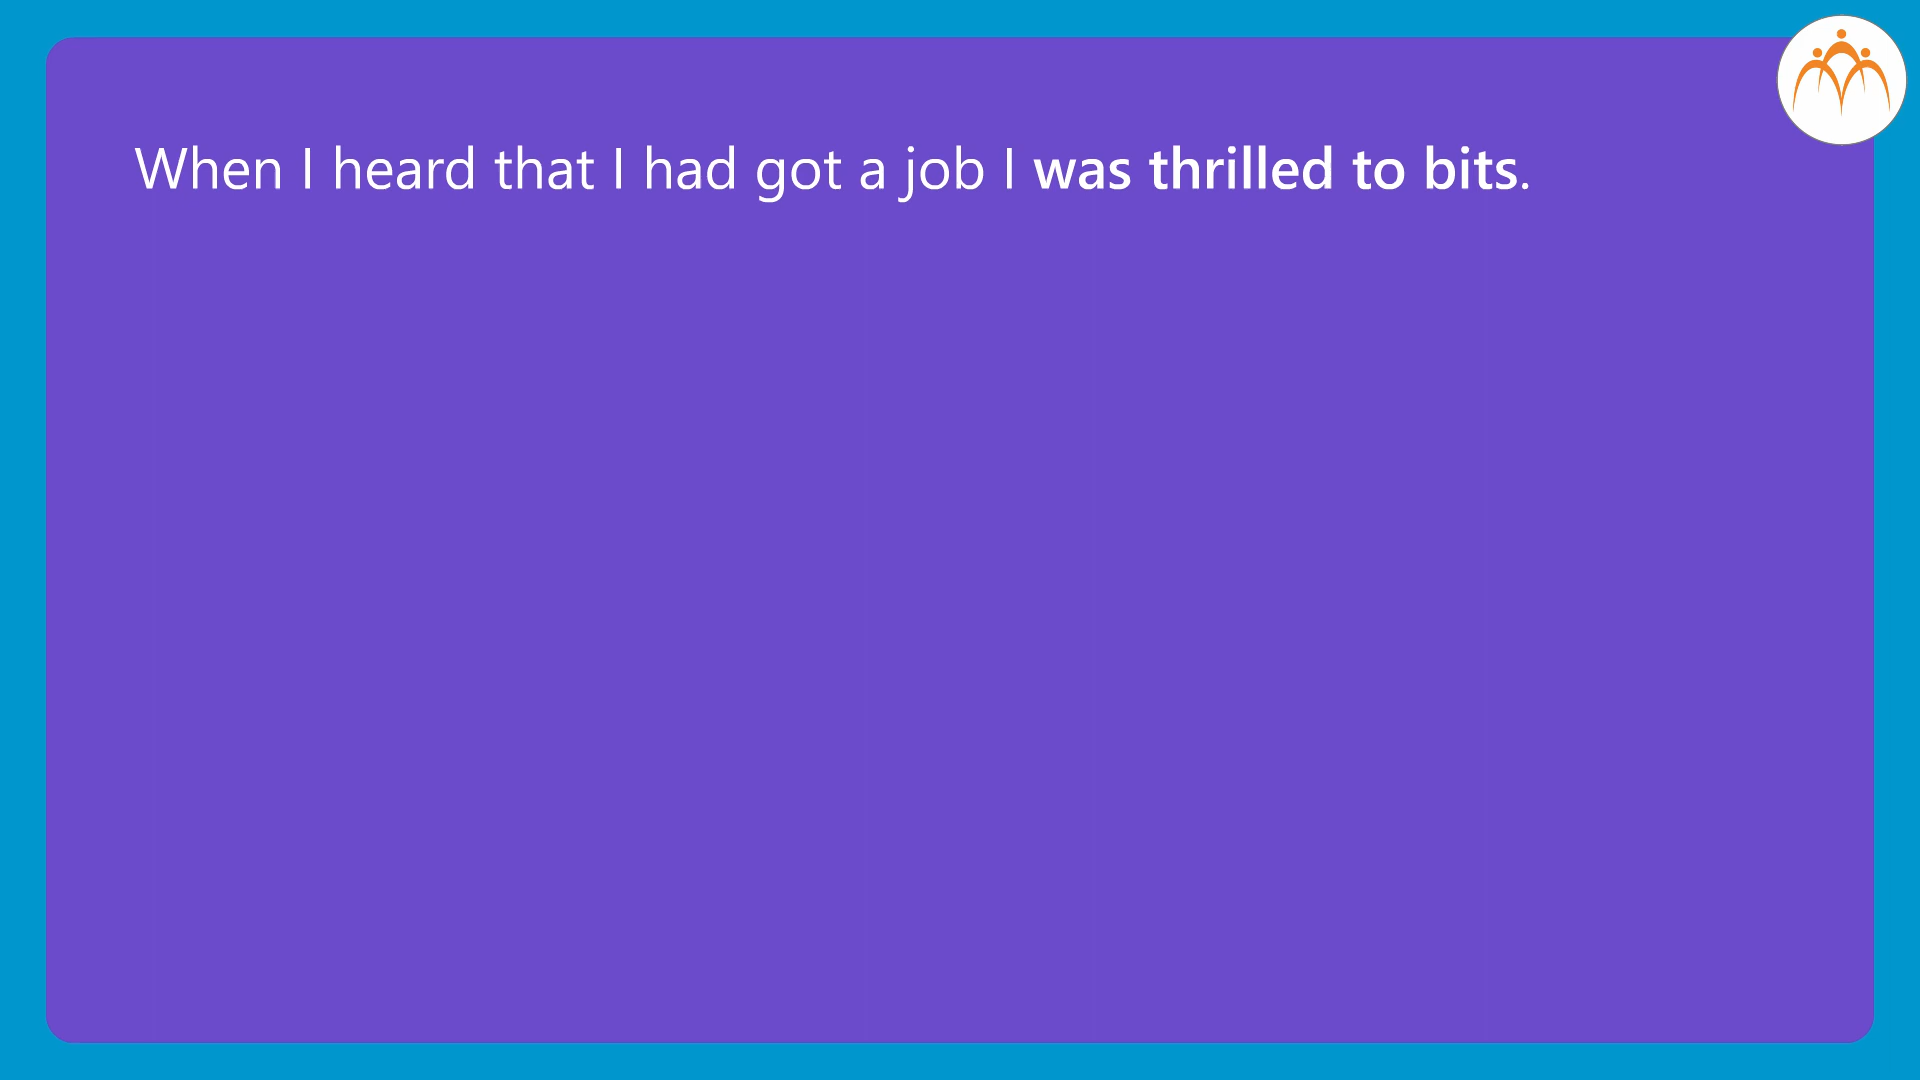 When I heard that I had got a job I was thrilled to bits.